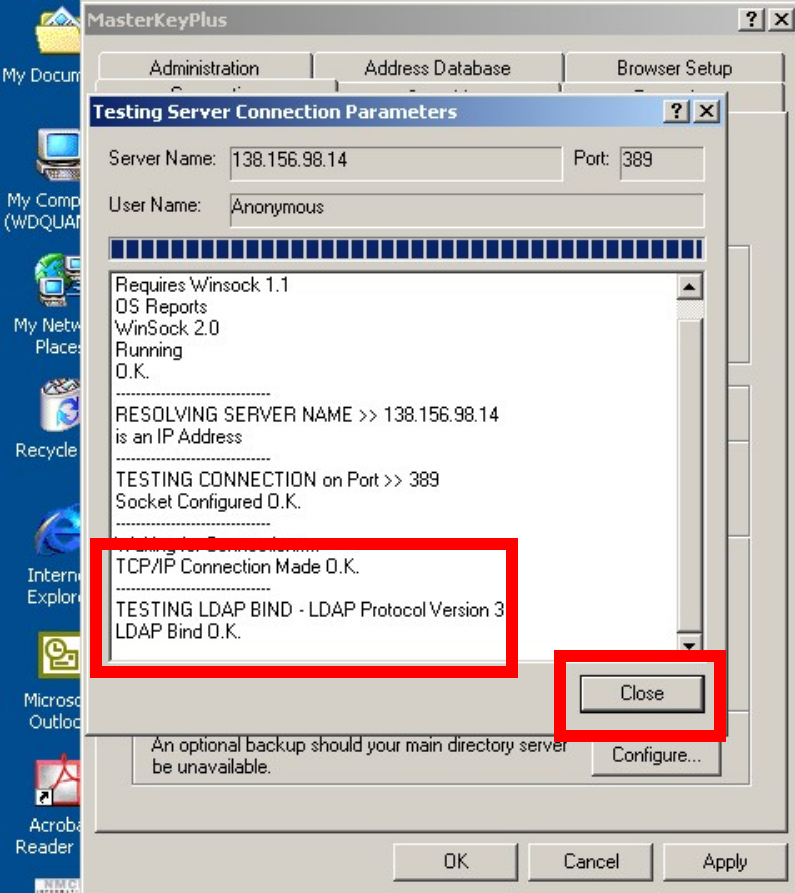 MasterKeyPlus
My Docum
Administration
Address Database
Browser Setup
Testing Server Connection Parameters
Server Name: 138.156.98.14
Port: 389
My Comp
(WDQUAN
User Name: Anonymous
Requires Winsock 1.1
OS Reports
WinSock 2.0
Running
O.K.
------------------------------
RESOLVING SERVER NAME >> 138.156.98.14
is an IP Address
------------------------------
TESTING CONNECTION on Port >> 389
Socket Configured O.K.
------------------------------
TCP/IP Connection Made O.K.
------------------------------
TESTING LDAP BIND - LDAP Protocol Version 3
LDAP Bind O.K.
My Netw
Places
Recycle
Intern
Explor
Close
Microso
Outloo
An optional backup should your main directory server
be unavailable.
Configure...
Acroba
Reader
OK
Cancel
Apply
NMC